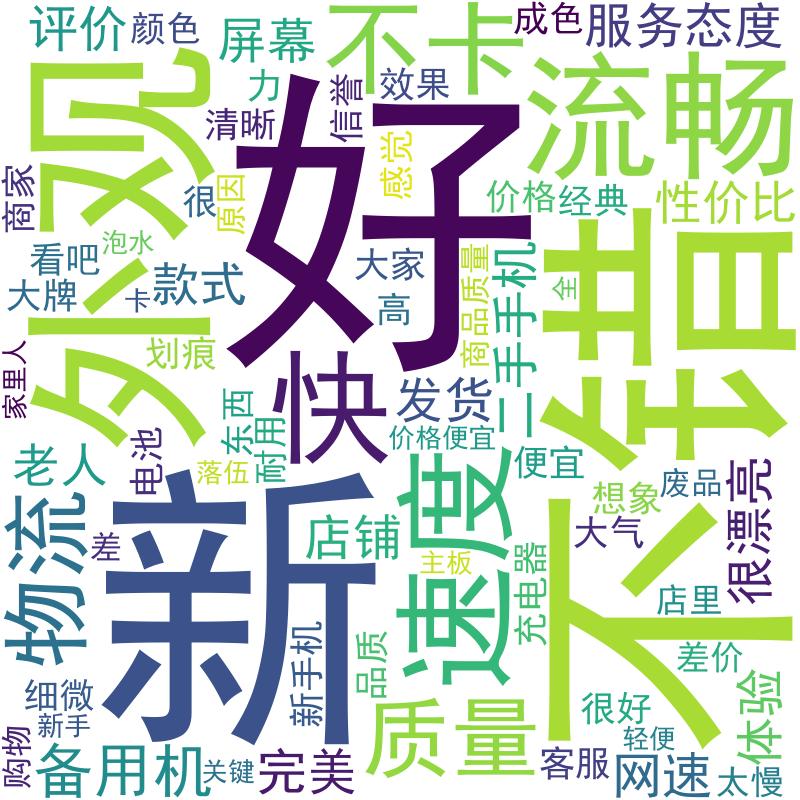 评价
颜色
屏幕
不卡
成色
服务态度
力
效果
外观
清晰
信誉
感觉
流畅
好
商家
很
原因
价格
经典
性价比
看吧
泡水
大牌
卡
款式
大家
高
商品质量
二手手机
全
不错
划痕
家里人
快
发货
东西
耐用
价格便宜
便宜
老人
电池
落伍
新
店铺
速度
想象
废品
大气
很漂亮
物流
差
主板
充电器
店里
差价
细微
新手
新手机
品质
质量
很好
轻便
体验
购物
备用机
关键
完美
客服
网速
太慢